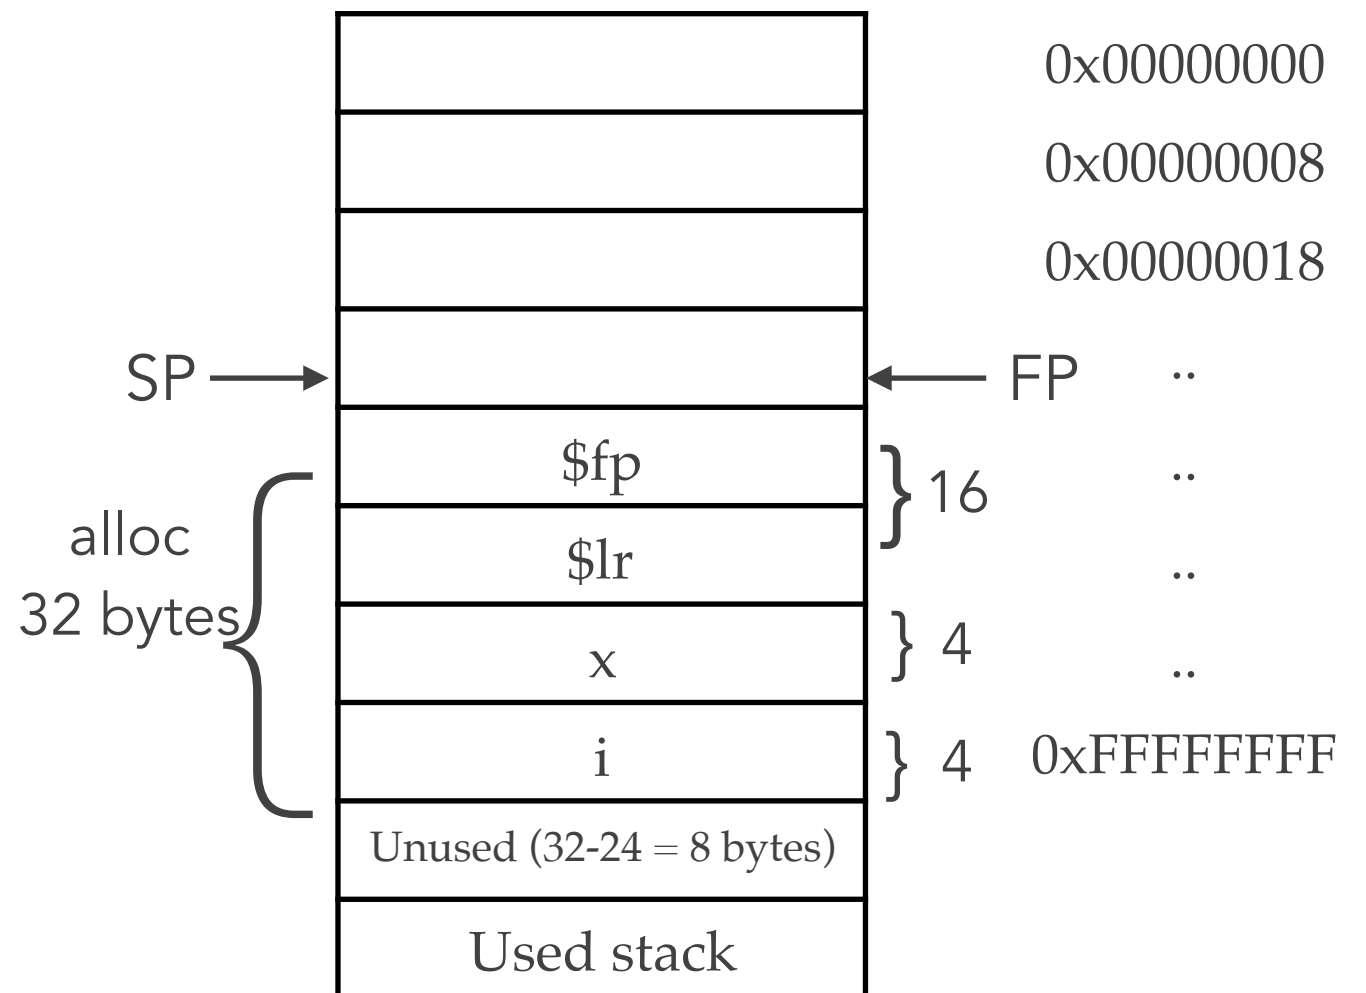 0x00000000
0x00000008
0x00000018
SP
FP
..
$fp
16
..
alloc
32 bytes
$lr
..
x
4
..
i
4
0xFFFFFFFF
Unused (32-24 = 8 bytes)
Used stack